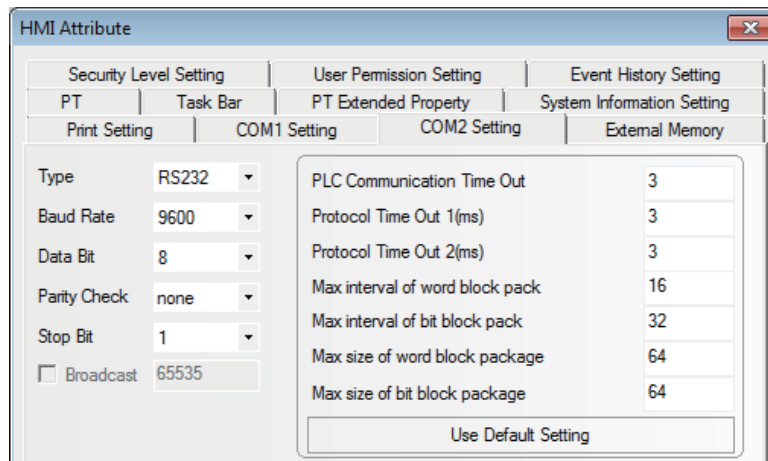 HMI Attribute
Security Level Setting User Permission Setting Event History Setting
PT Task Bar PT Extended Property System Information Setting
Print Setting COM1 Setting COM2 Setting External Memory
Type RS232
Baud Rate 9600
Data Bit 8
Parity Check none
Stop Bit 1
Broadcast 65535
PLC Communication Time Out 3
Protocol Time Out 1(ms) 3
Protocol Time Out 2(ms) 3
Max interval of word block pack 16
Max interval of bit block pack 32
Max size of word block package 64
Max size of bit block package 64
Use Default Setting